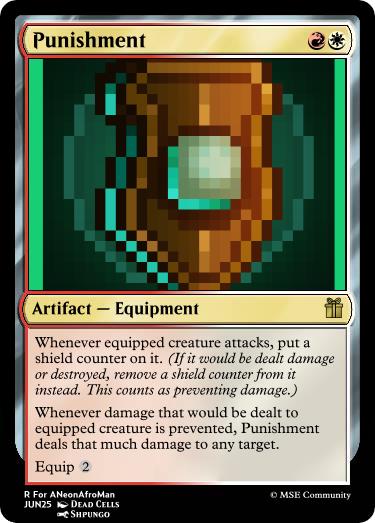 Punishment
Artifact — Equipment
Whenever equipped creature attacks, put a
shield counter on it. (If it would be dealt damage
or destroyed, remove a shield counter from it
instead. This counts as preventing damage.)
Whenever damage that would be dealt to
equipped creature is prevented, Punishment
deals that much damage to any target.
Equip 2
R For ANeonAfroMan
© MSE Community
JUN25 Dead Cells
Shpungo